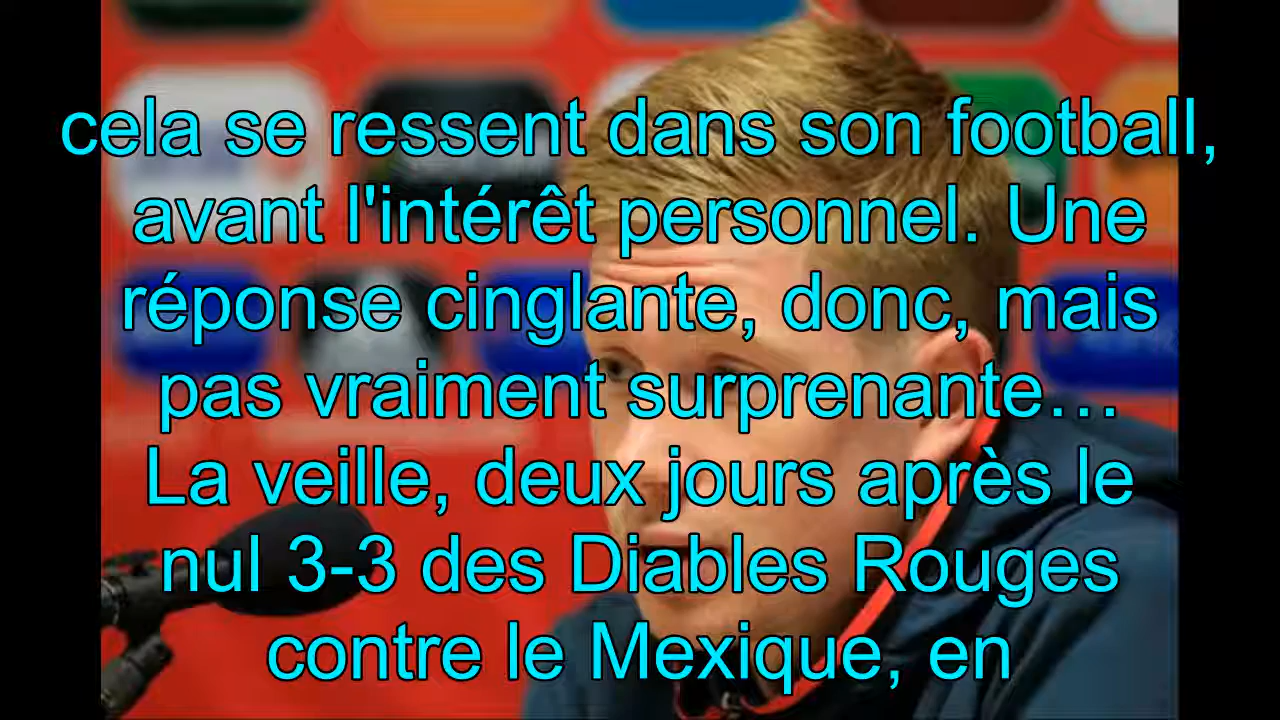 cela se ressent dans son football,
avant l'intérêt personnel. Une
réponse cinglante, donc, mais
pas vraiment surprenante…
La veille, deux jours après le
nul 3-3 des Diables Rouges
contre le Mexique, en